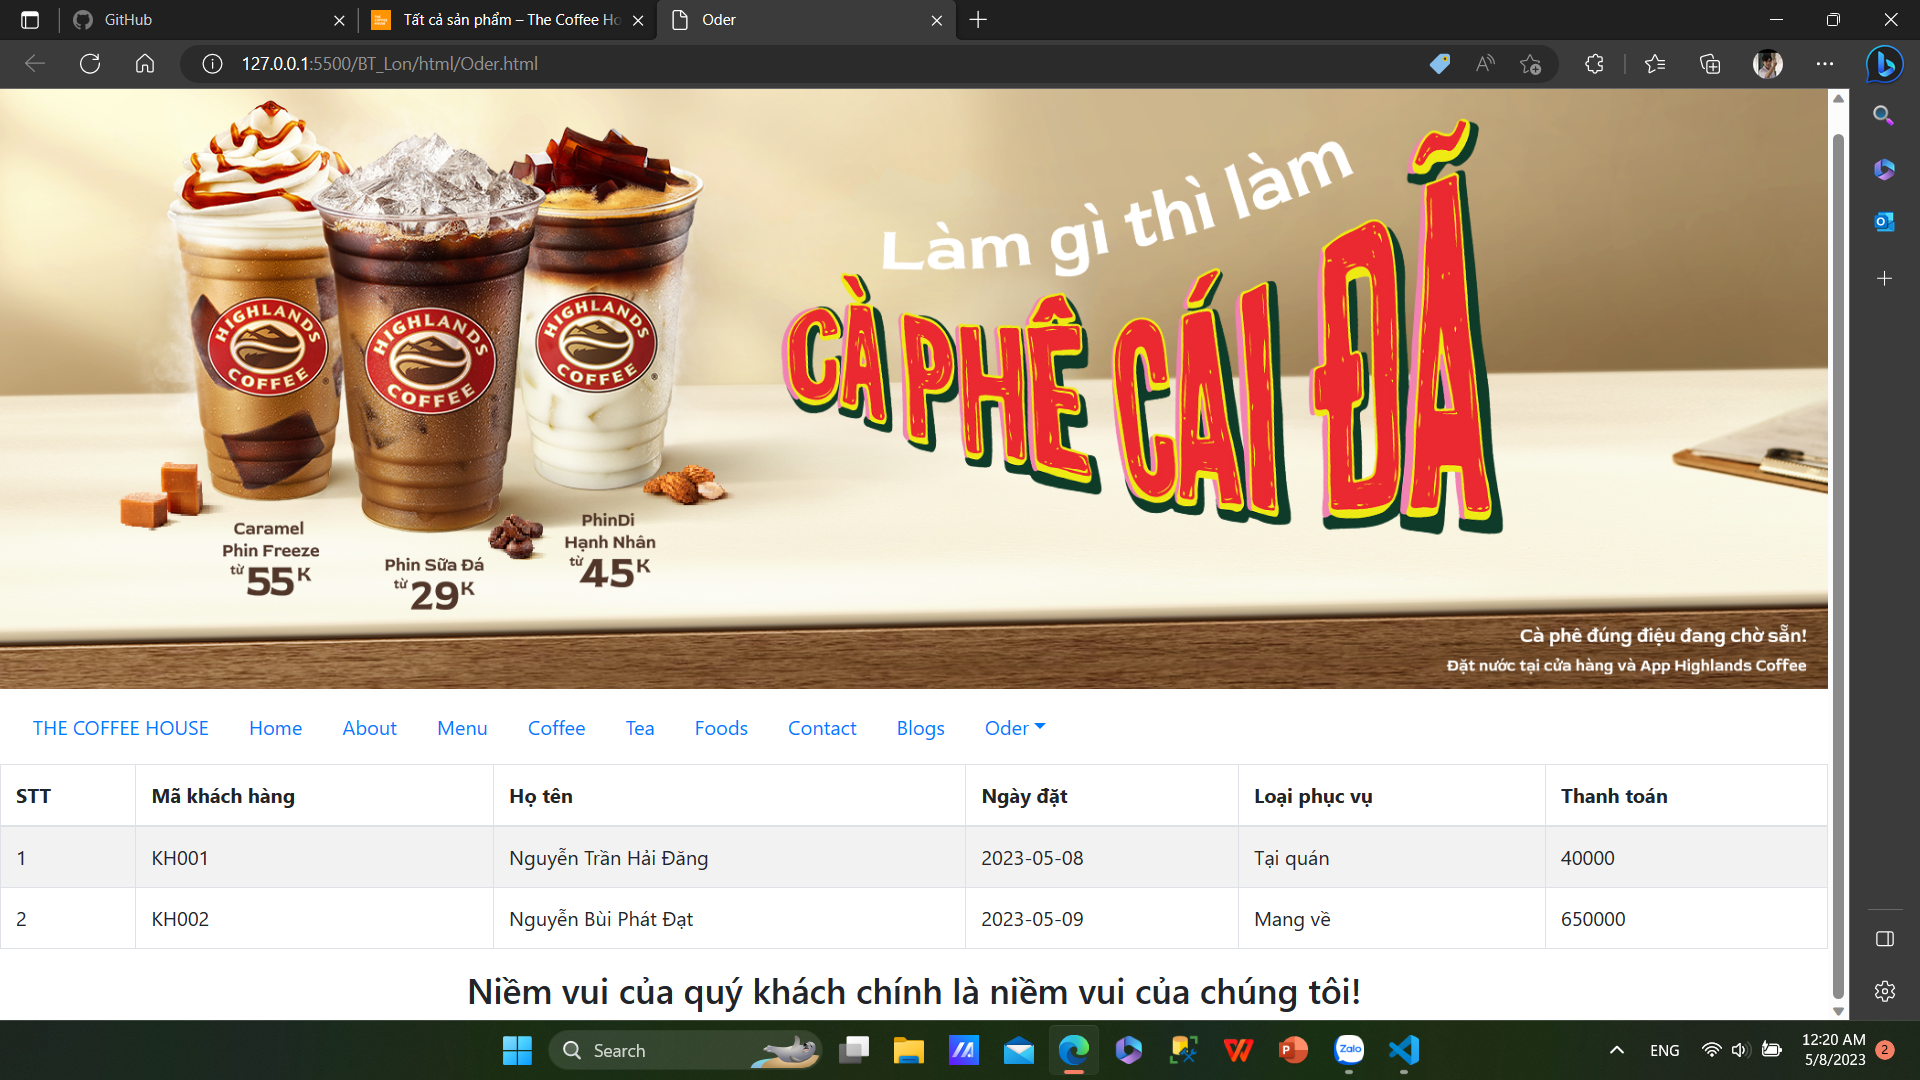 GitHub
Tất cả sản phẩm – The Coffee Ho
Oder
127.0.0.1:5500/BT_Lon/html/Oder.html
Làm gì thì làm
CÀ PHÊ CÁI ĐÃ
HIGHLANDS COFFEE
HIGHLANDS COFFEE
HIGHLANDS COFFEE
Caramel
Phin Freeze
từ 55K
Phin Sữa Đá
từ 29K
PhinDi
Hạnh Nhân
từ 45K
Cà phê đúng điệu đang chờ sẵn!
Đặt nước tại cửa hàng và App Highlands Coffee
THE COFFEE HOUSE Home About Menu Coffee Tea Foods Contact Blogs Oder
STT Mã khách hàng Họ tên Ngày đặt Loại phục vụ Thanh toán
1 KH001 Nguyễn Trần Hải Đăng 2023-05-08 Tại quán 40000
2 KH002 Nguyễn Bùi Phát Đạt 2023-05-09 Mang về 650000
Niềm vui của quý khách chính là niềm vui của chúng tôi!
Search
Zalo
ENG
12:20 AM
5/8/2023
2